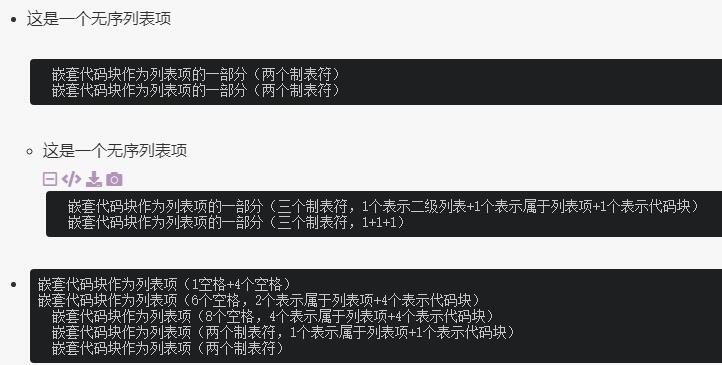 这是一个无序列表项
嵌套代码块作为列表项的一部分（两个制表符）
嵌套代码块作为列表项的一部分（两个制表符）
这是一个无序列表项
嵌套代码块作为列表项的一部分（三个制表符，1个表示二级列表+1个表示属于列表项+1个表示代码块）
嵌套代码块作为列表项的一部分（三个制表符，1+1+1）
嵌套代码块作为列表项（1空格+4个空格）
嵌套代码块作为列表项（6个空格，2个表示属于列表项+4个表示代码块）
嵌套代码块作为列表项（8个空格，4个表示属于列表项+4个表示代码块）
嵌套代码块作为列表项（两个制表符，1个表示属于列表项+1个表示代码块）
嵌套代码块作为列表项（两个制表符）